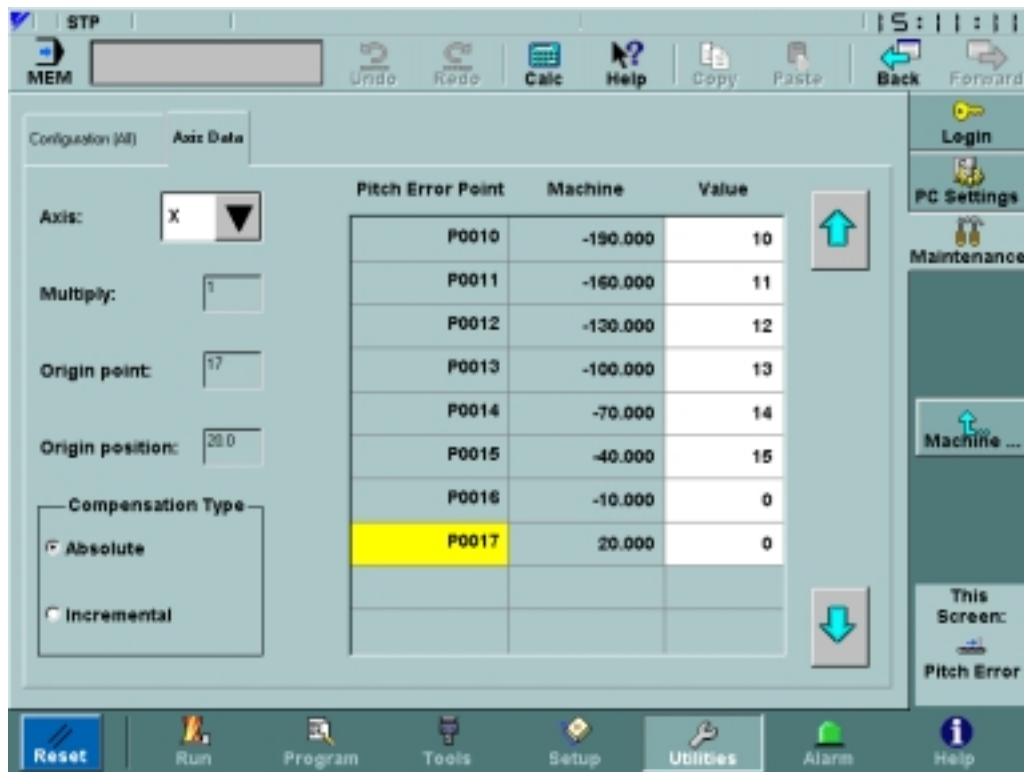 STP 15:11:11
MEM Undo Redo Calc Help Copy Paste Back Forward
Configuration (All) Axis Data
Login
PC Settings
Maintenance
Pitch Error Point Machine Value
Axis: X
P0010 -190.000 10
P0011 -160.000 11
Multiply: 1
P0012 -130.000 12
P0013 -100.000 13
Origin point: 17
P0014 -70.000 14
Machine ...
P0015 -40.000 15
Origin position: 20.0
P0016 -10.000 0
Compensation Type
P0017 20.000 0
Absolute
Incremental
This
Screen:
Pitch Error
Reset Run Program Tools Setup Utilities Alarm Help